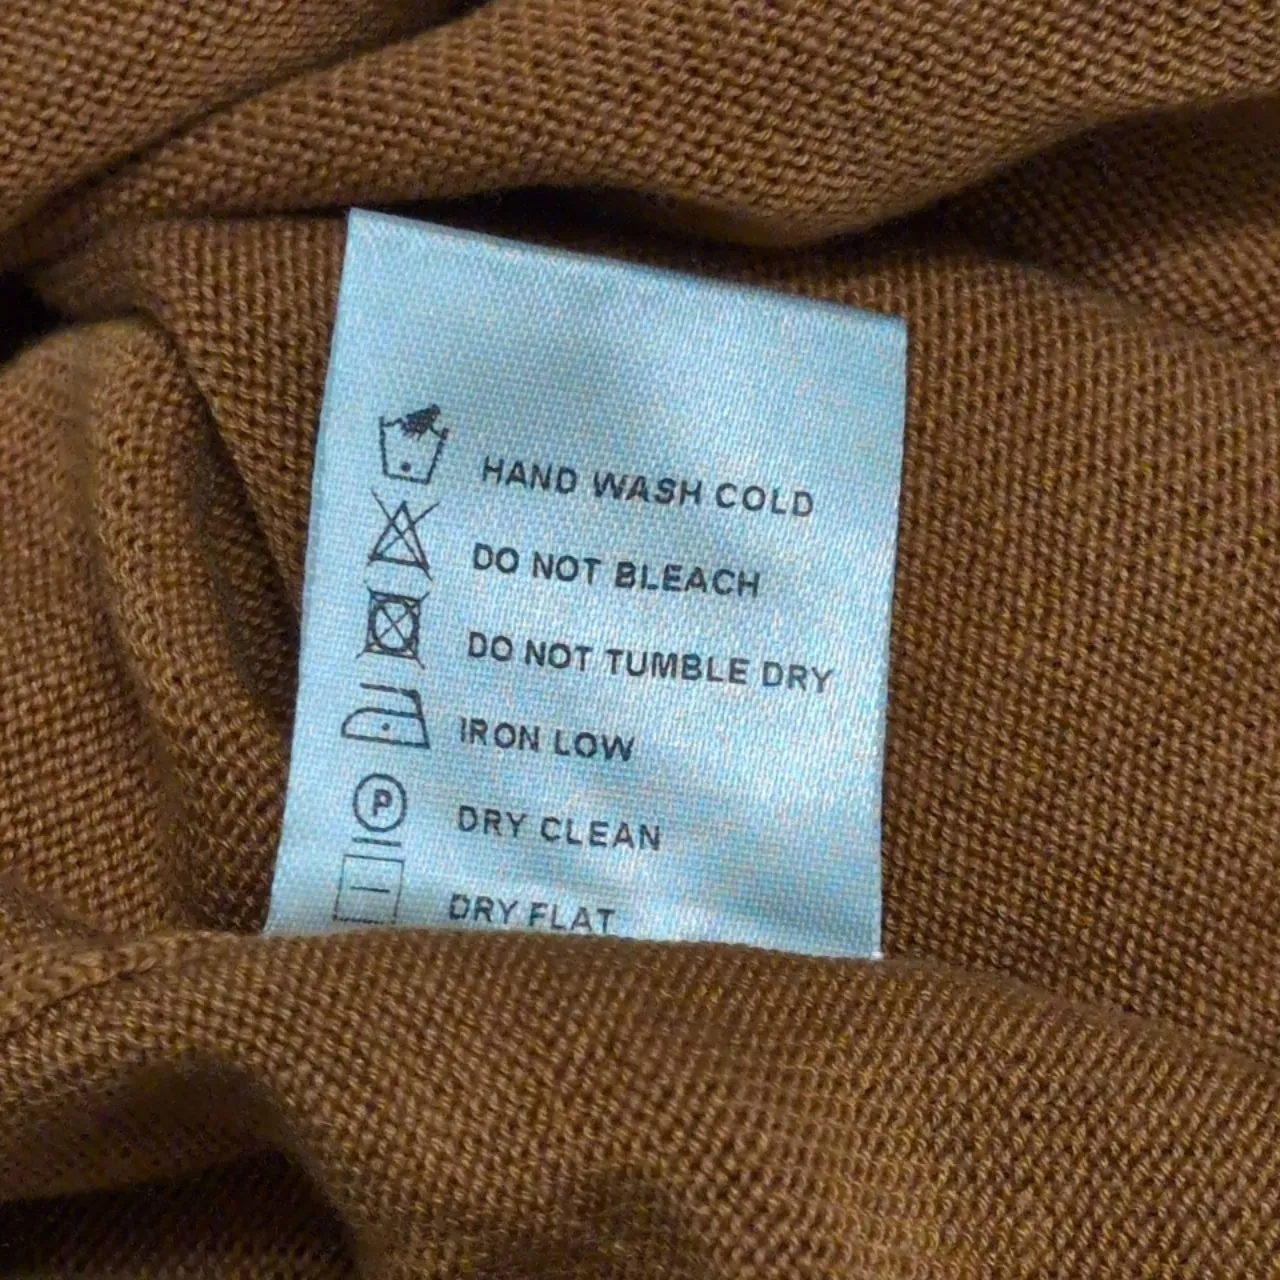 HAND WASH COLD
DO NOT BLEACH
DO NOT TUMBLE DRY
IRON LOW
P
DRY CLEAN
DRY FLAT